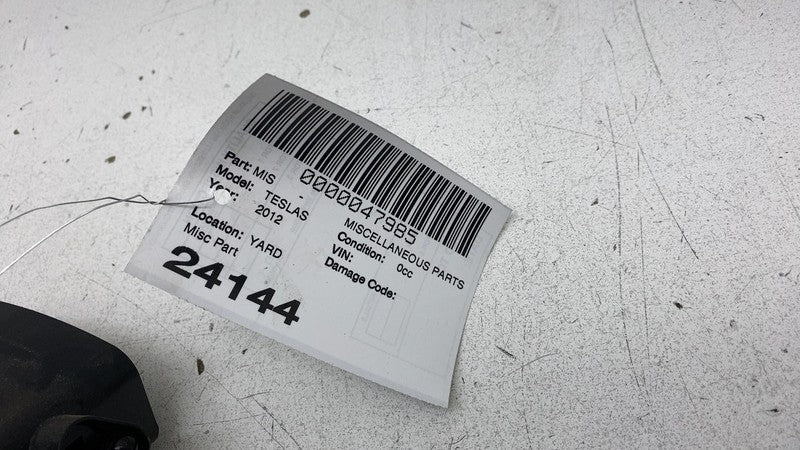 0000047985
Part: MIS - MISCELLANEOUS PARTS
Model: TESLAS Condition: 0cc
Year: 2012 VIN:
Location: YARD Damage Code:
Misc Part
24144